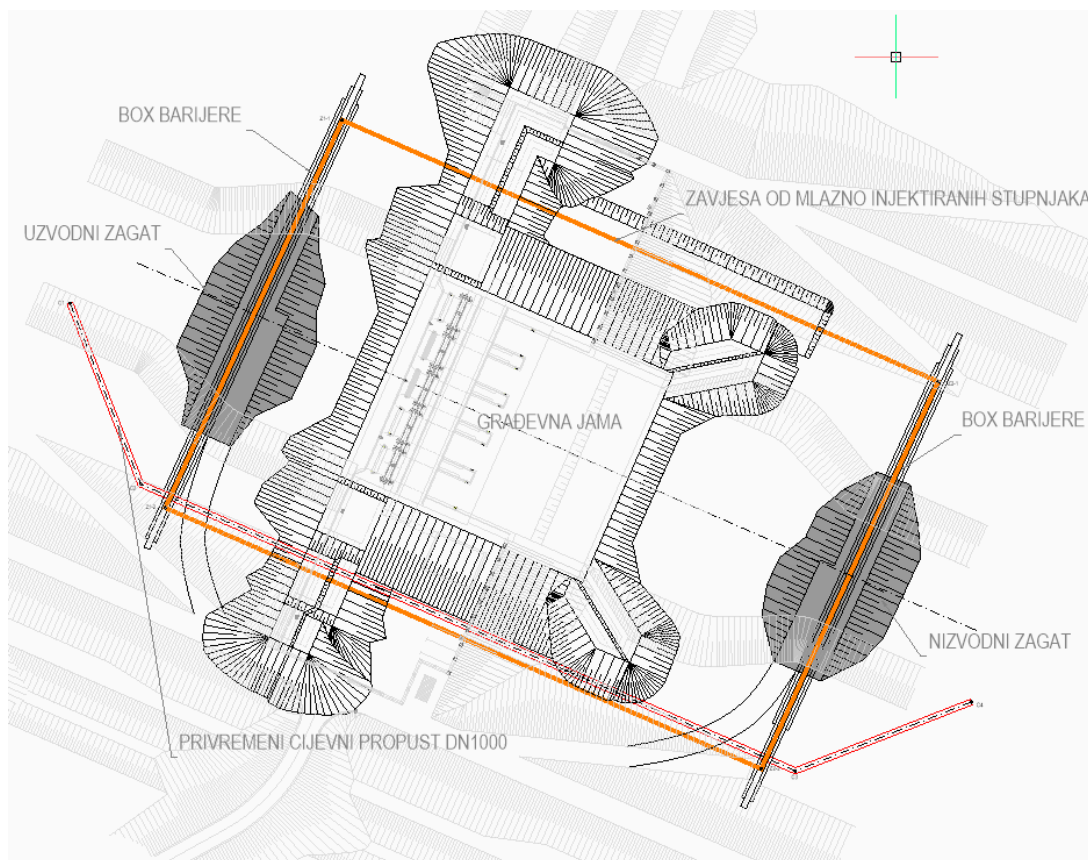 BOX BARIJERE
ZAVJESA OD MLAZNO INJEKTIRANIH STUPNJAKA
UZVODNI ZAGAT
GRAĐEVNA JAMA
BOX BARIJERE
NIZVODNI ZAGAT
PRIVREMENI CIJEVNI PROPUST DN1000